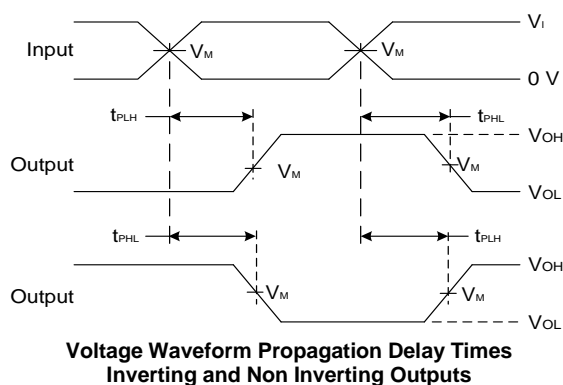 Input
VM
VM
VI
0 V
tPLH
tPHL
VOH
Output
VM
VM
VOL
tPHL
tPLH
VOH
Output
VM
VM
VOL
Voltage Waveform Propagation Delay Times
Inverting and Non Inverting Outputs